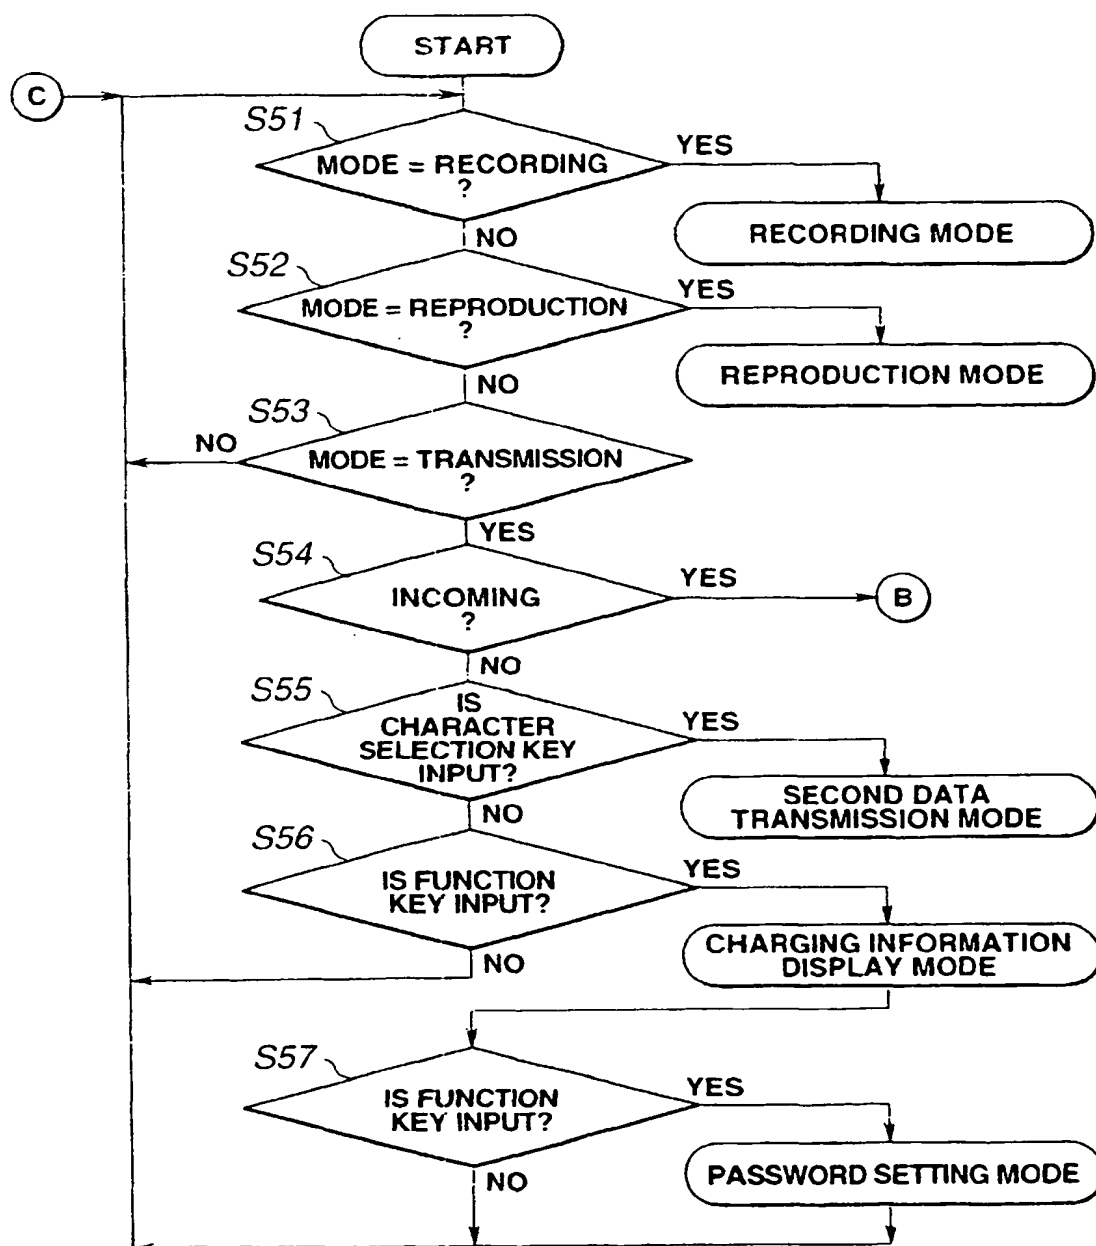 START
C
S51
YES
MODE = RECORDING
?
RECORDING MODE
NO
S52
YES
MODE = REPRODUCTION
?
REPRODUCTION MODE
NO
S53
NO
MODE = TRANSMISSION
?
YES
S54
YES
INCOMING
?
B
NO
S55
YES
IS
CHARACTER
SELECTION KEY
INPUT?
SECOND DATA
TRANSMISSION MODE
NO
S56
YES
IS FUNCTION
KEY INPUT?
CHARGING INFORMATION
DISPLAY MODE
NO
S57
YES
IS FUNCTION
KEY INPUT?
PASSWORD SETTING MODE
NO